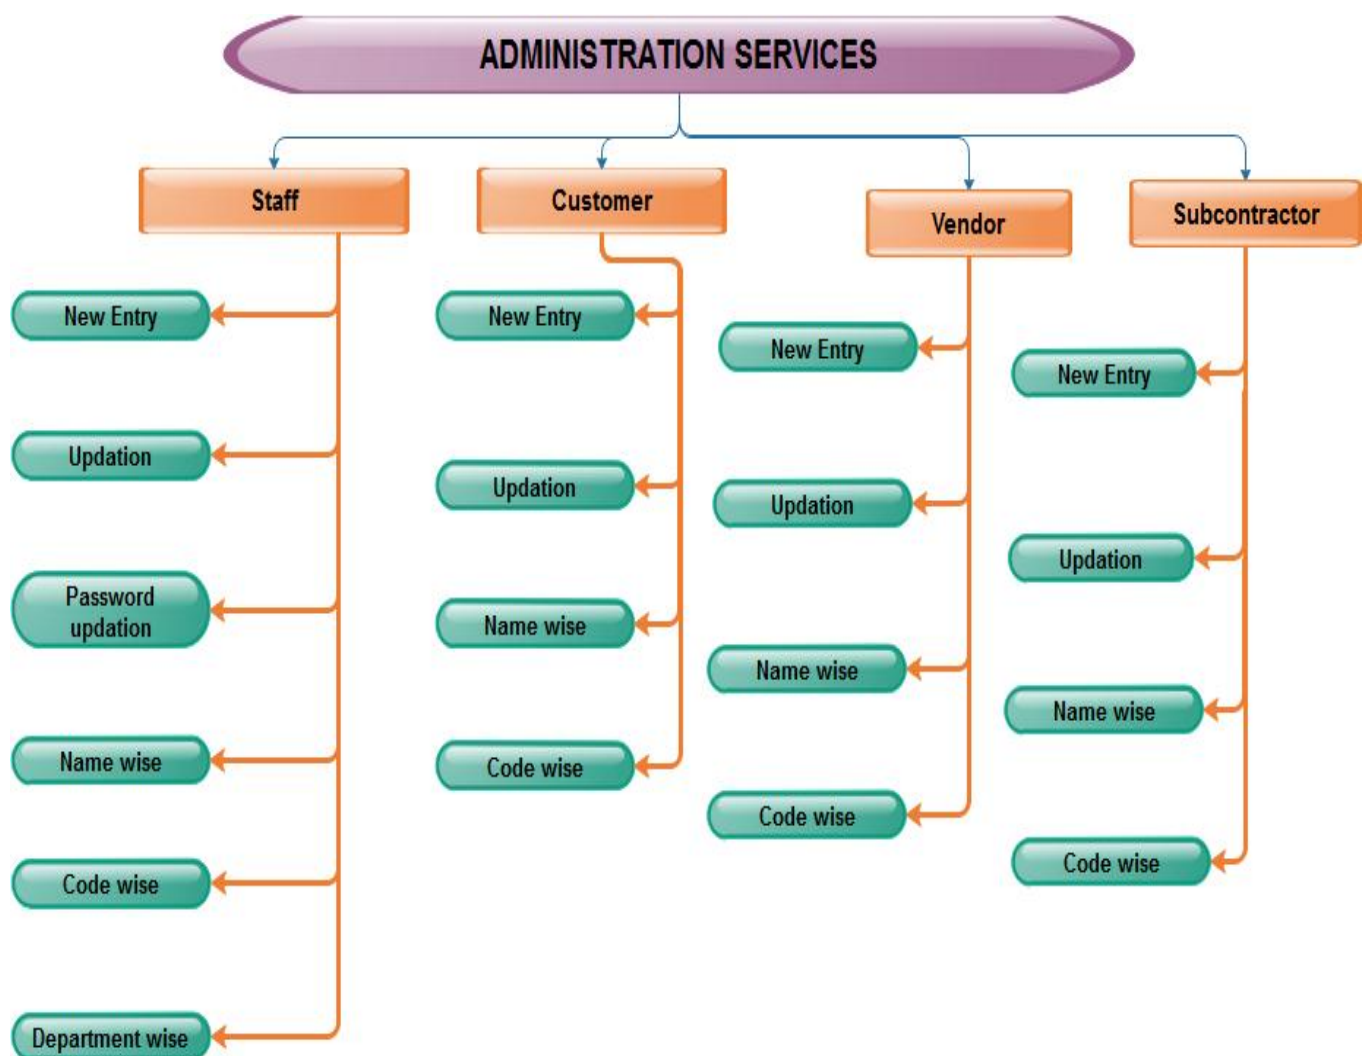 ADMINISTRATION SERVICES
Staff
New Entry
Updation
Password
updation
Name wise
Code wise
Department wise
Customer
New Entry
Updation
Name wise
Code wise
Vendor
New Entry
Updation
Name wise
Code wise
Subcontractor
New Entry
Updation
Name wise
Code wise